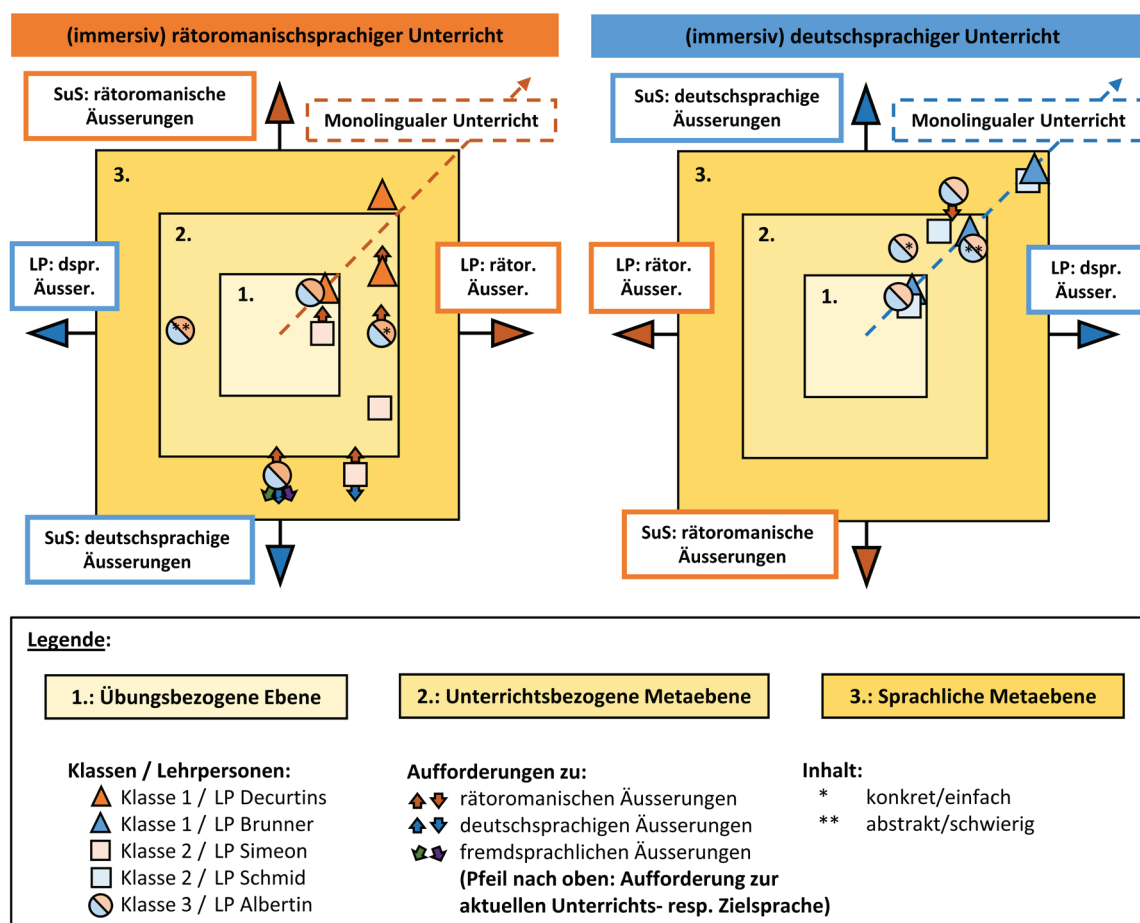 (immersiv) rätoromanischsprachiger Unterricht
(immersiv) deutschsprachiger Unterricht
SuS: rätoromanische
Äusserungen
Monolingualer Unterricht
3.
2.
1.
LP: dspr.
Äusser.
LP: rätor.
Äusser.
**
*
SuS: deutschsprachige
Äusserungen
SuS: deutschsprachige
Äusserungen
Monolingualer Unterricht
3.
2.
1.
LP: rätor.
Äusser.
LP: dspr.
Äusser.
*
**
SuS: rätoromanische
Äusserungen
Legende:
1.: Übungsbezogene Ebene
2.: Unterrichtsbezogene Metaebene
3.: Sprachliche Metaebene
Klassen / Lehrpersonen:
Klasse 1 / LP Decurtins
Klasse 1 / LP Brunner
Klasse 2 / LP Simeon
Klasse 2 / LP Schmid
Klasse 3 / LP Albertin
Aufforderungen zu:
rätoromanischen Äusserungen
deutschsprachigen Äusserungen
fremdsprachlichen Äusserungen
(Pfeil nach oben: Aufforderung zur
aktuellen Unterrichts- resp. Zielsprache)
Inhalt:
* konkret/einfach
** abstrakt/schwierig